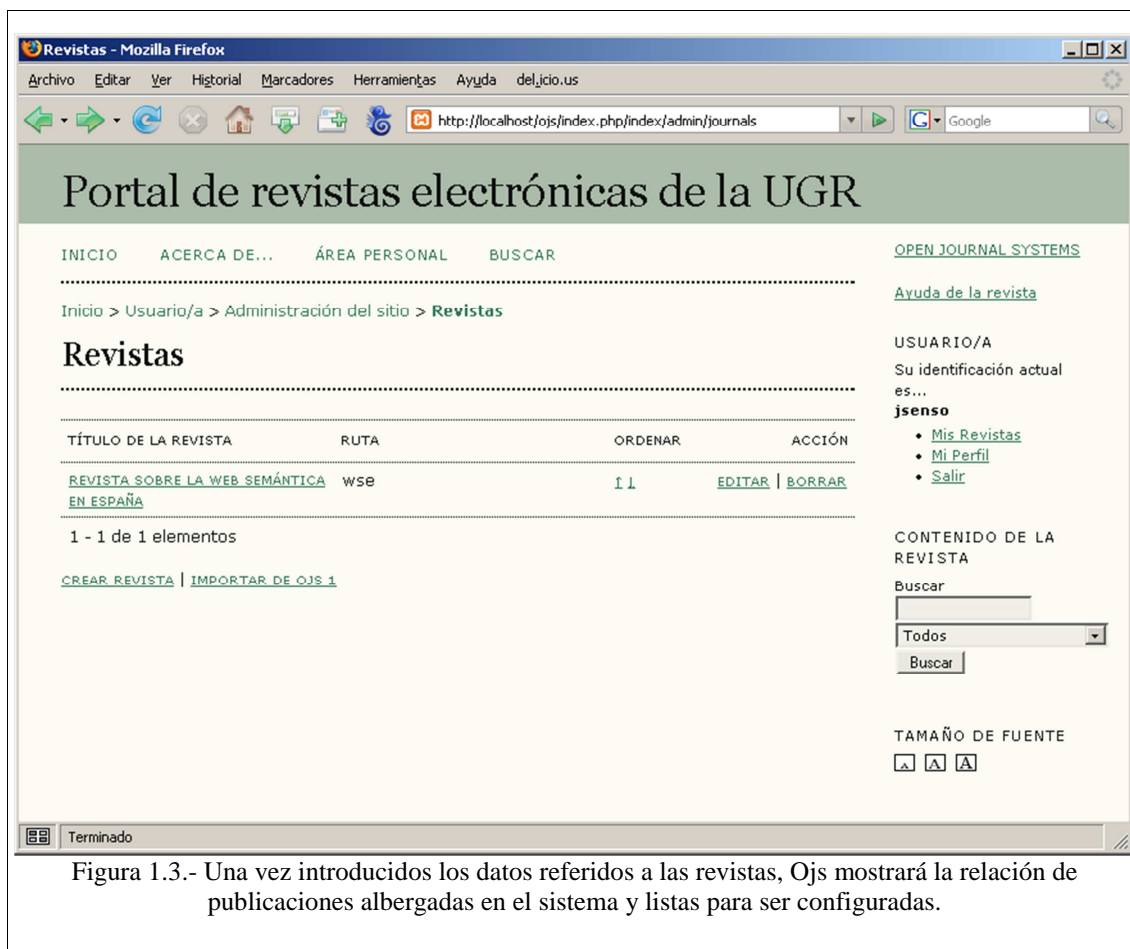 Revistas - Mozilla Firefox
Archivo Editar Ver Historial Marcadores Herramientas Ayuda del.icio.us
http://localhost/ojs/index.php/index/admin/journals
G Google
Portal de revistas electrónicas de la UGR
INICIO ACERCA DE... ÁREA PERSONAL BUSCAR
Inicio > Usuario/a > Administración del sitio > Revistas
Revistas
TÍTULO DE LA REVISTA RUTA ORDENAR ACCIÓN
REVISTA SOBRE LA WEB SEMÁNTICA wse ↑ ↓ EDITAR | BORRAR
EN ESPAÑA
1 - 1 de 1 elementos
CREAR REVISTA | IMPORTAR DE OJS 1
OPEN JOURNAL SYSTEMS
Ayuda de la revista
USUARIO/A
Su identificación actual
es...
jsenso
• Mis Revistas
• Mi Perfil
• Salir
CONTENIDO DE LA
REVISTA
Buscar
Todos
Buscar
TAMAÑO DE FUENTE
A A A
Terminado
Figura 1.3.- Una vez introducidos los datos referidos a las revistas, Ojs mostrará la relación de
publicaciones albergadas en el sistema y listas para ser configuradas.